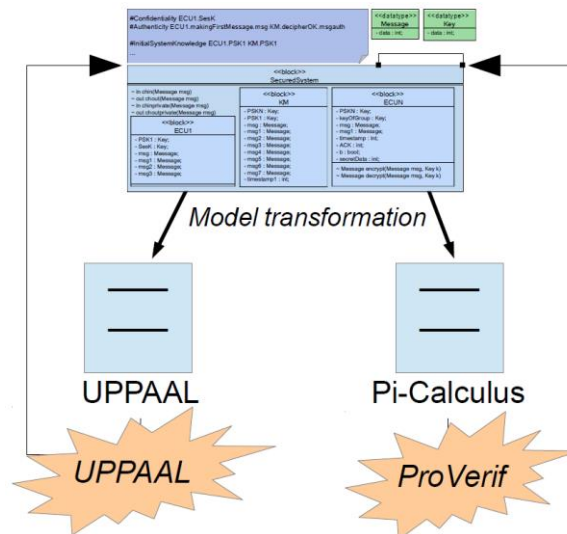 #Confidentiality ECU1.SesK
#Authenticity ECU1.makingFirstMessage.msg KM.decipherOK.msgauth
#InitialSystemKnowledge ECU1.PSK1 KM.PSK1
...
<<datatype>>
Message
- data : int;
<<datatype>>
Key
- data : int;
<<block>>
SecuredSystem
~ in chin(Message msg)
~ out chout(Message msg)
~ in chinprivate(Message msg)
~ out choutprivate(Message msg)
<<block>>
ECU1
- PSK1 : Key;
- SesK : Key;
- msg : Message;
- msg1 : Message;
- msg2 : Message;
- msg3 : Message;
<<block>>
KM
- PSKN : Key;
- PSK1 : Key;
- msg : Message;
- msg1 : Message;
- msg2 : Message;
- msg3 : Message;
- msg4 : Message;
- msg5 : Message;
- msg6 : Message;
- msg7 : Message;
- timestamp1 : int;
<<block>>
ECUN
- PSKN : Key;
- keyOfGroup : Key;
- msg : Message;
- msg1 : Message;
- timestamp : int;
- ACK : int;
- b : bool;
- secretData : int;
~ Message encrypt(Message msg, Key k)
~ Message decrypt(Message msg, Key k)
Model transformation
UPPAAL
Pi-Calculus
UPPAAL
ProVerif